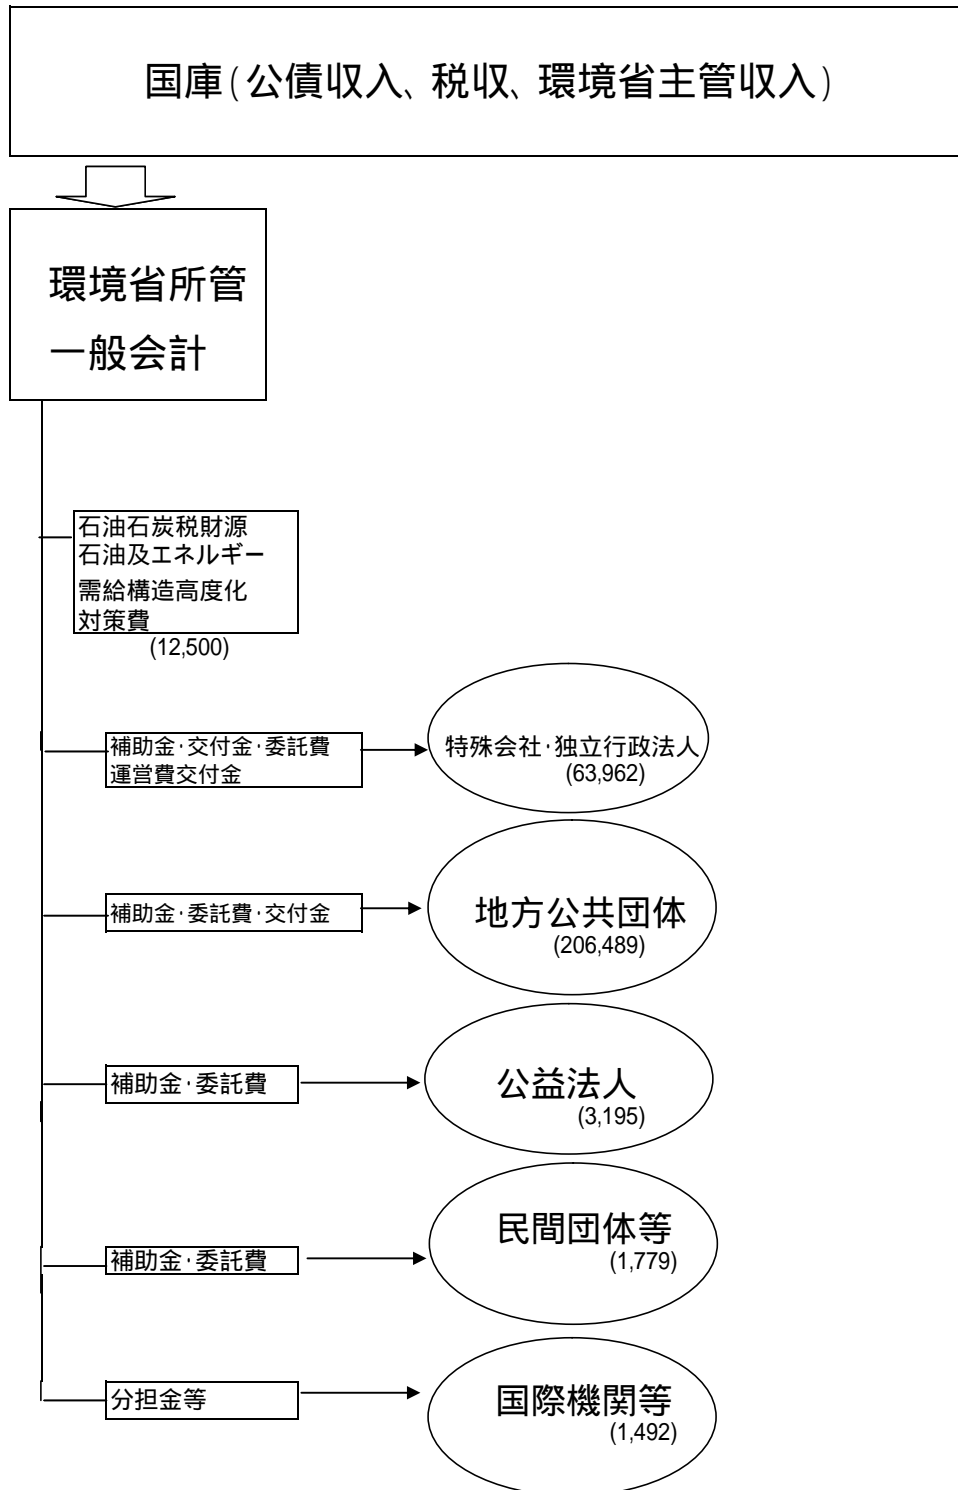 国庫(公債収入、税収、環境省主管収入)
環境省所管
一般会計
石油石炭税財源
石油及エネルギー
需給構造高度化
対策費
(12,500)
補助金・交付金・委託費
運営費交付金
特殊会社・独立行政法人
(63,962)
補助金・委託費・交付金
地方公共団体
(206,489)
補助金・委託費
公益法人
(3,195)
補助金・委託費
民間団体等
(1,779)
分担金等
国際機関等
(1,492)